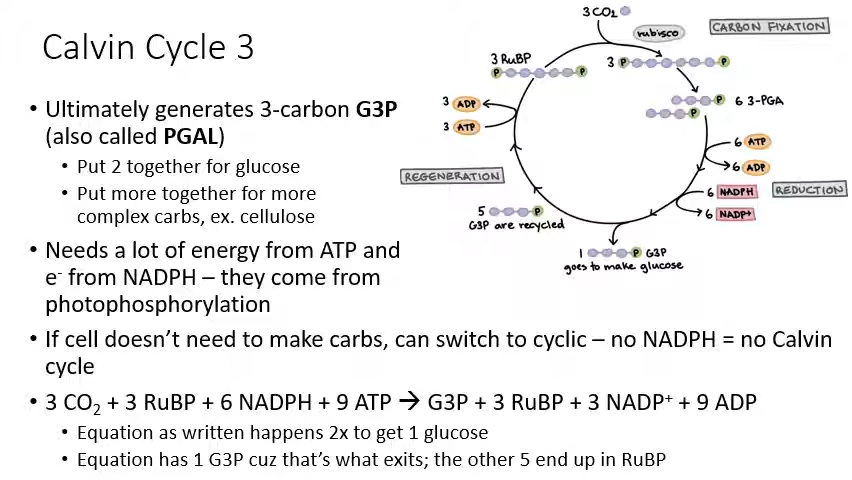 Calvin Cycle 3
• Ultimately generates 3-carbon G3P
(also called PGAL)
• Put 2 together for glucose
• Put more together for more
complex carbs, ex. cellulose
• Needs a lot of energy from ATP and
e⁻ from NADPH – they come from
photophosphorylation
• If cell doesn't need to make carbs, can switch to cyclic – no NADPH = no Calvin
cycle
• 3 CO₂ + 3 RuBP + 6 NADPH + 9 ATP → G3P + 3 RuBP + 3 NADP⁺ + 9 ADP
• Equation as written happens 2x to get 1 glucose
• Equation has 1 G3P cuz that's what exits; the other 5 end up in RuBP
3 CO₂
rubisco
CARBON FIXATION
3 RuBP
P P
3 P P
P 6 3-PGA
P
6 ATP
6 ADP
6 NADPH
REDUCTION
6 NADP+
1 P G3P
goes to make glucose
5 P
G3P are recycled
REGENERATION
3 ADP
3 ATP